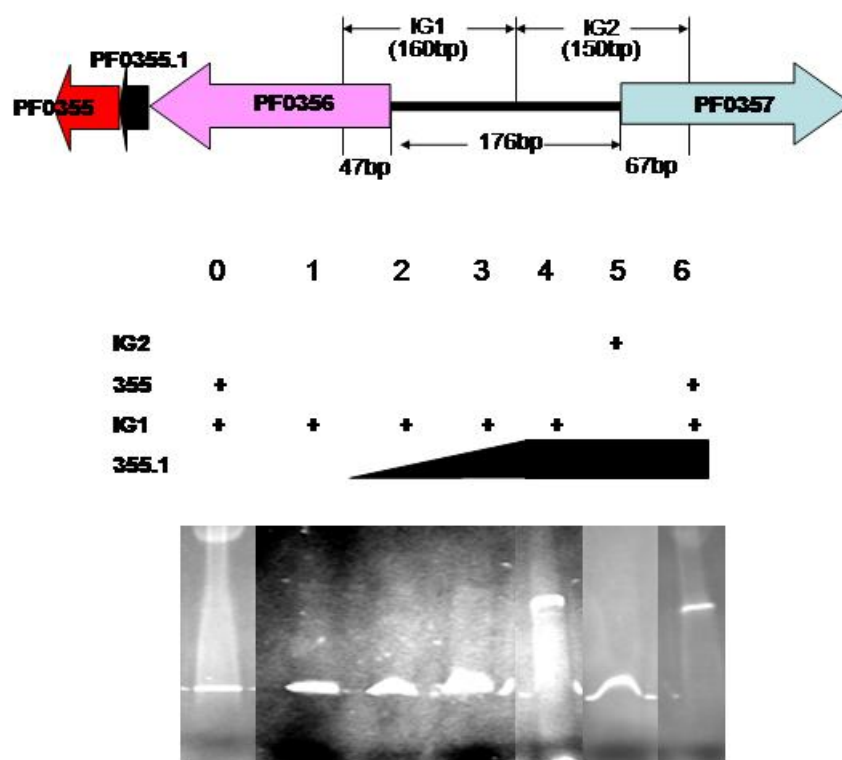 IG1 IG2
(160bp) (150bp)
PF0355.1
PF0355 PF0356 PF0357
176bp
47bp 67bp
0 1 2 3 4 5 6
IG2 +
355 + +
IG1 + + + + + +
355.1